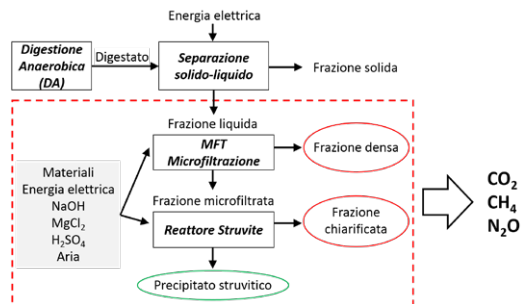 Energia elettrica
Digestione
Anaerobica
(DA)
Digestato
Separazione
solido-liquido
Frazione solida
Frazione liquida
MFT
Microfiltrazione
Frazione densa
Materiali
Energia elettrica
NaOH
MgCl₂
H₂SO₄
Aria
Frazione microfiltrata
Reattore Struvite
Frazione
chiarificata
Precipitato struvitico
CO₂
CH₄
N₂O